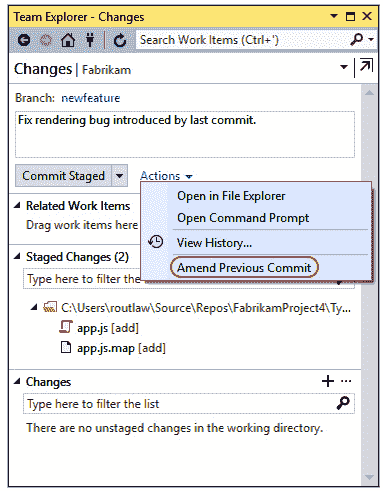 Team Explorer - Changes
Search Work Items (Ctrl+')
Changes | Fabrikam
Branch: newfeature
Fix rendering bug introduced by last commit.
Commit Staged
Actions
Open in File Explorer
Open Command Prompt
View History...
Amend Previous Commit
Related Work Items
Drag work items here
Staged Changes (2)
Type here to filter the
C:\Users\routlaw\Source\Repos\FabrikamProject4\Ty...
app.js [add]
app.js.map [add]
Changes
Type here to filter the list
There are no unstaged changes in the working directory.